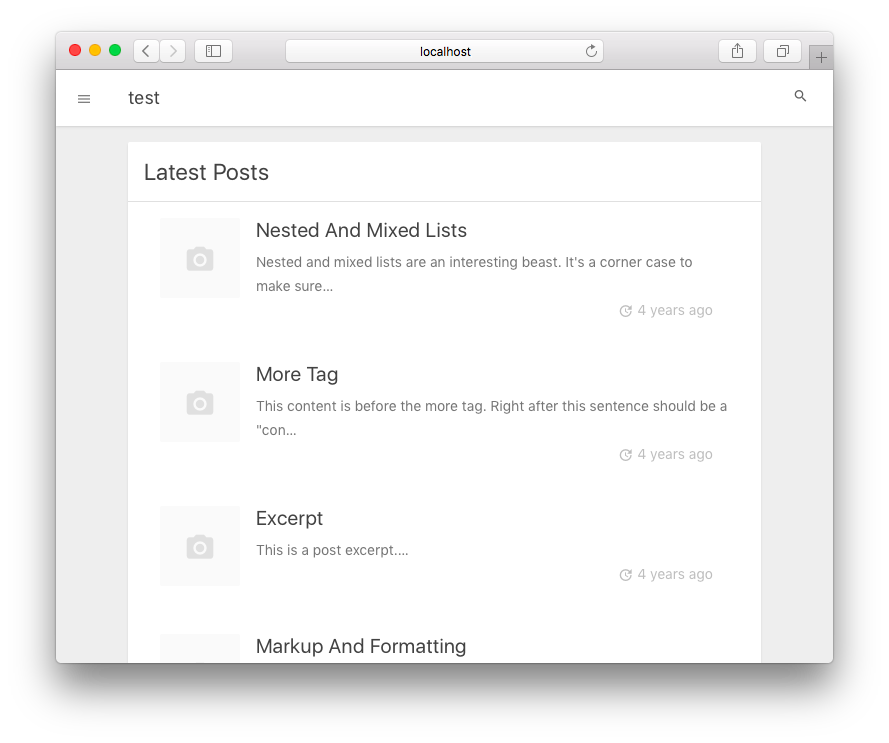 localhost
test
Latest Posts
Nested And Mixed Lists
Nested and mixed lists are an interesting beast. It's a corner case to
make sure...
4 years ago
More Tag
This content is before the more tag. Right after this sentence should be a
"con...
4 years ago
Excerpt
This is a post excerpt....
4 years ago
Markup And Formatting